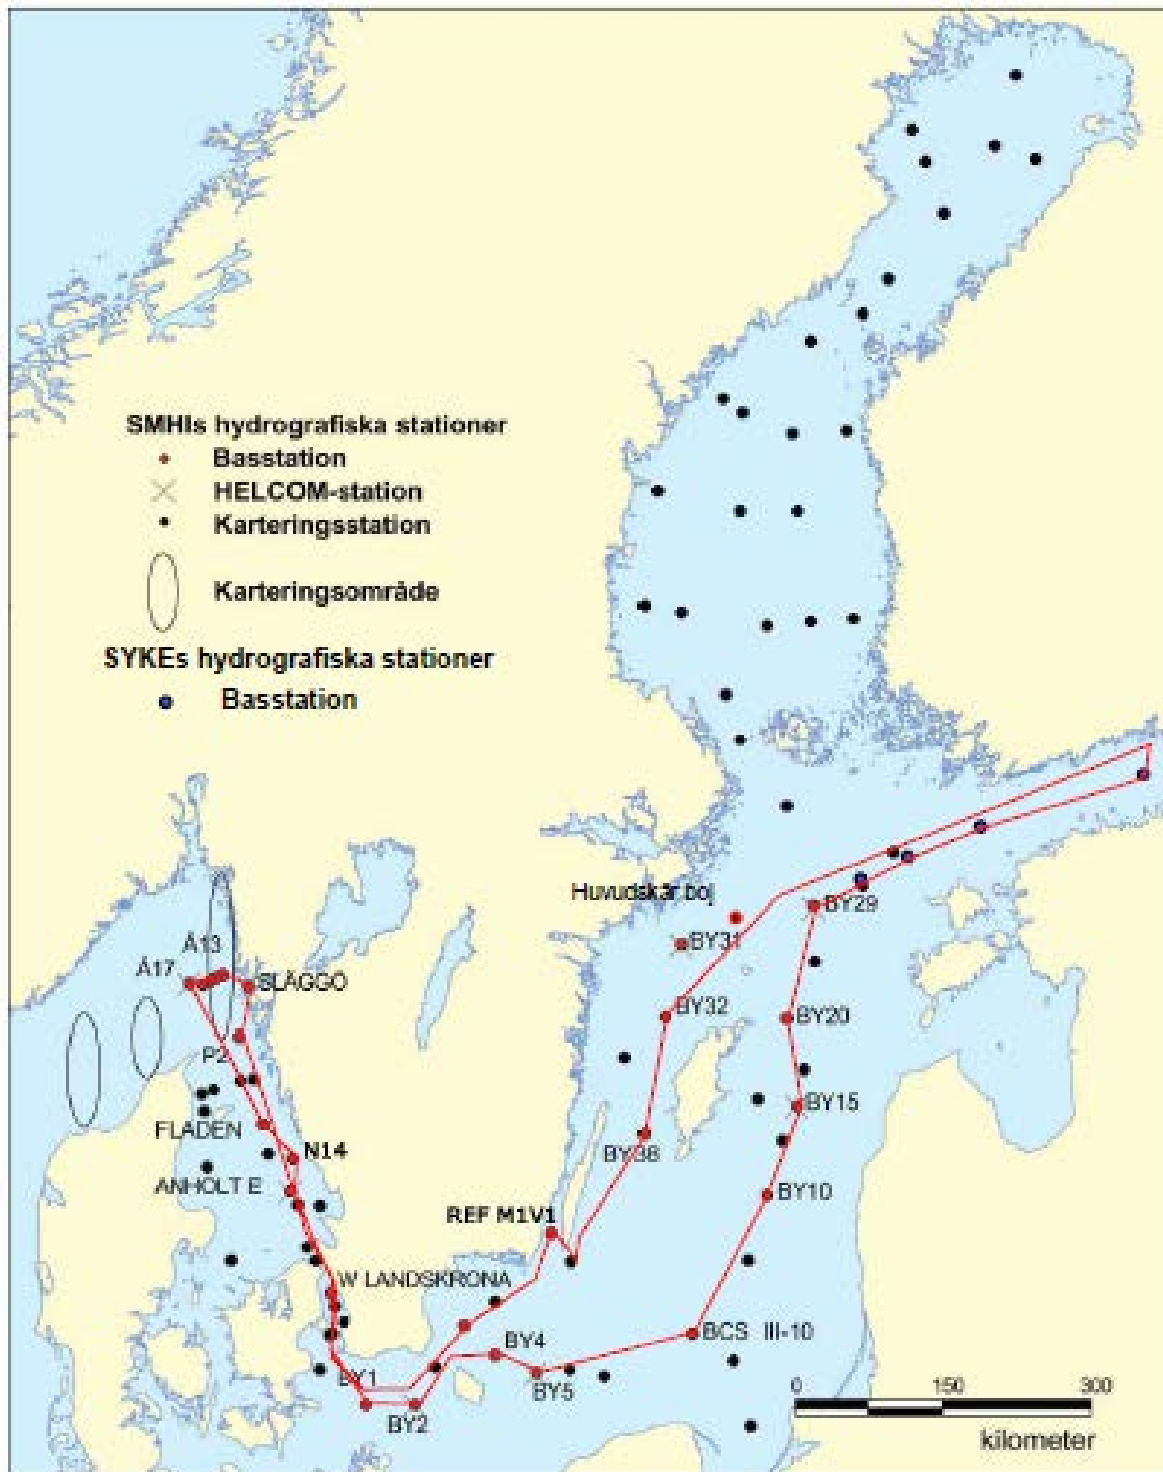 SMHIs hydrografiska stationer
Basstation
HELCOM-station
Karteringsstation
Karteringsområde
SYKEs hydrografiska stationer
Basstation
Huvudskär boj
BY29
BY31
Å13
Å17
SLÄGGÖ
BY32
BY20
P2
BY15
FLADEN
N14
BY38
ANHOLT E
BY10
REF M1V1
W LANDSKRONA
BCS III-10
BY4
BY1
BY5
BY2
0 150 300
kilometer